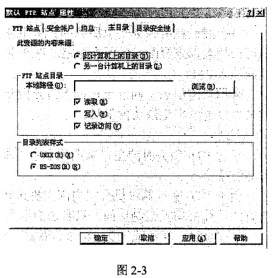 默认 FTP 站点 属性
FTP 站点 安全帐户 消息 主目录 目录安全性
此资源的内容来源:
此计算机上的目录(D)
另一台计算机上的目录(L)
FTP 站点目录
本地路径(O): 浏览(B)...
读取(R)
写入(W)
记录访问(V)
目录列表样式
UNIX(R)(X)
MS-DOS(R)(S)
确定 取消 应用(A) 帮助
图 2-3